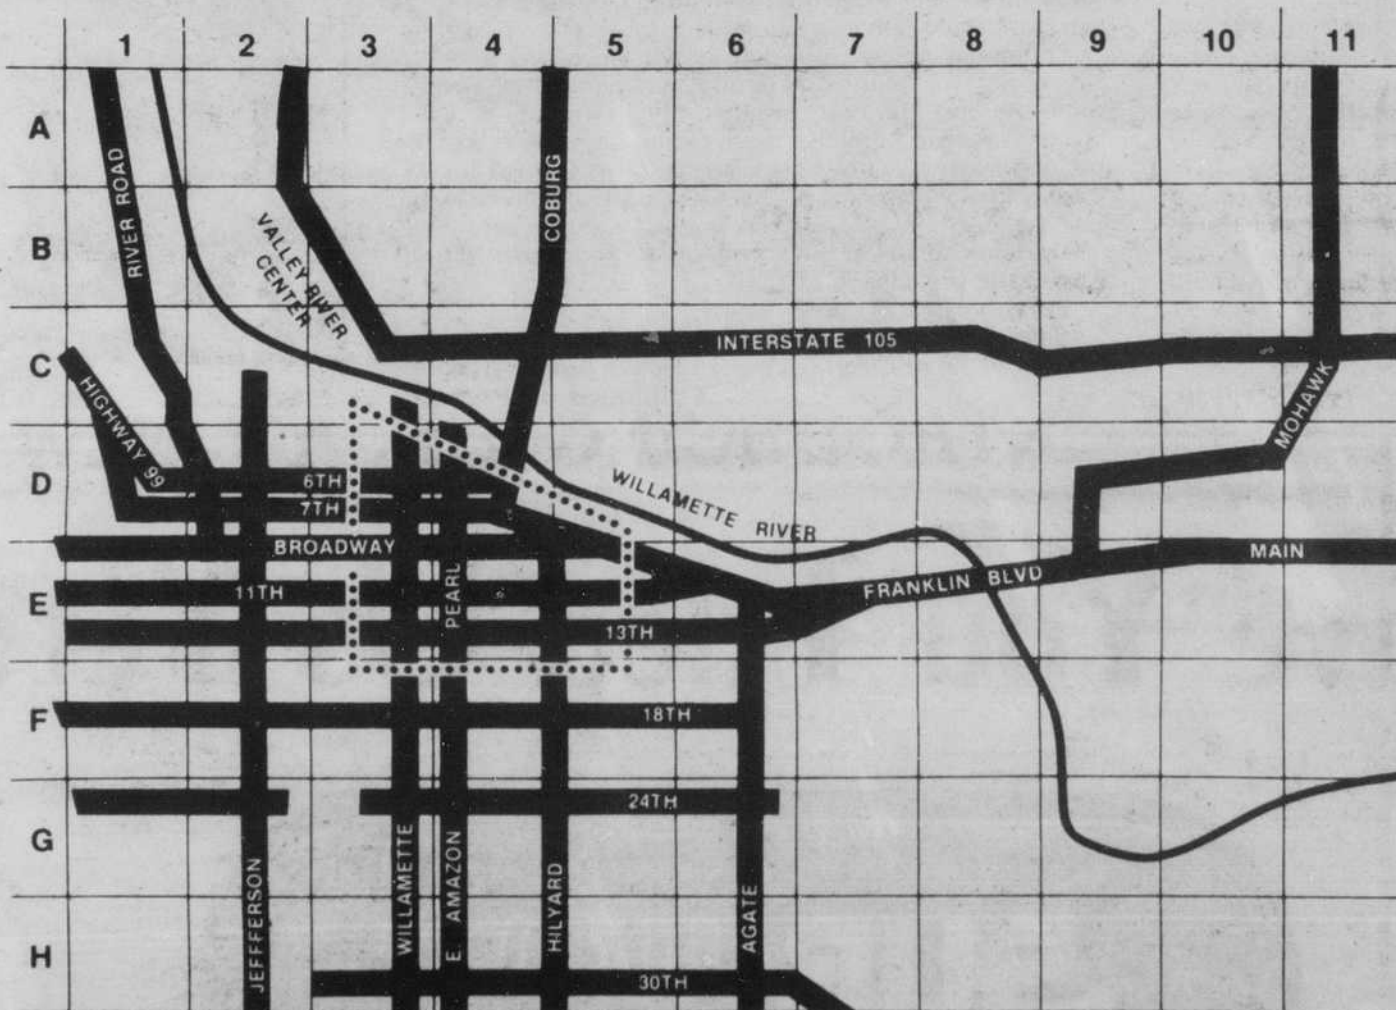 1 2 3 4 5 6 7 8 9 10 11
A
B
C
D
E
F
G
H
RIVER ROAD
VALLEY RIVER
CENTER
COBURG
INTERSTATE 105
HIGHWAY 99
MOHAWK
6TH
7TH
WILLAMETTE RIVER
BROADWAY
MAIN
FRANKLIN BLVD
11TH
PEARL
13TH
18TH
24TH
JEFFFERSON
WILLAMETTE
E. AMAZON
HILYARD
AGATE
30TH